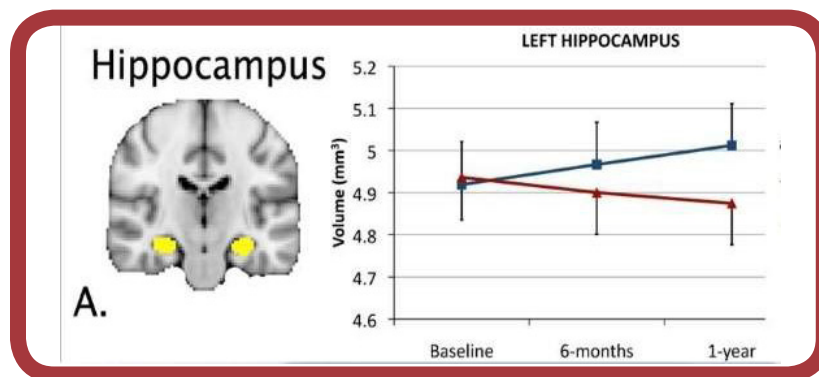 Hippocampus
A.
LEFT HIPPOCAMPUS
Volume (mm³)
5.2
5.1
5
4.9
4.8
4.7
4.6
Baseline 6-months 1-year